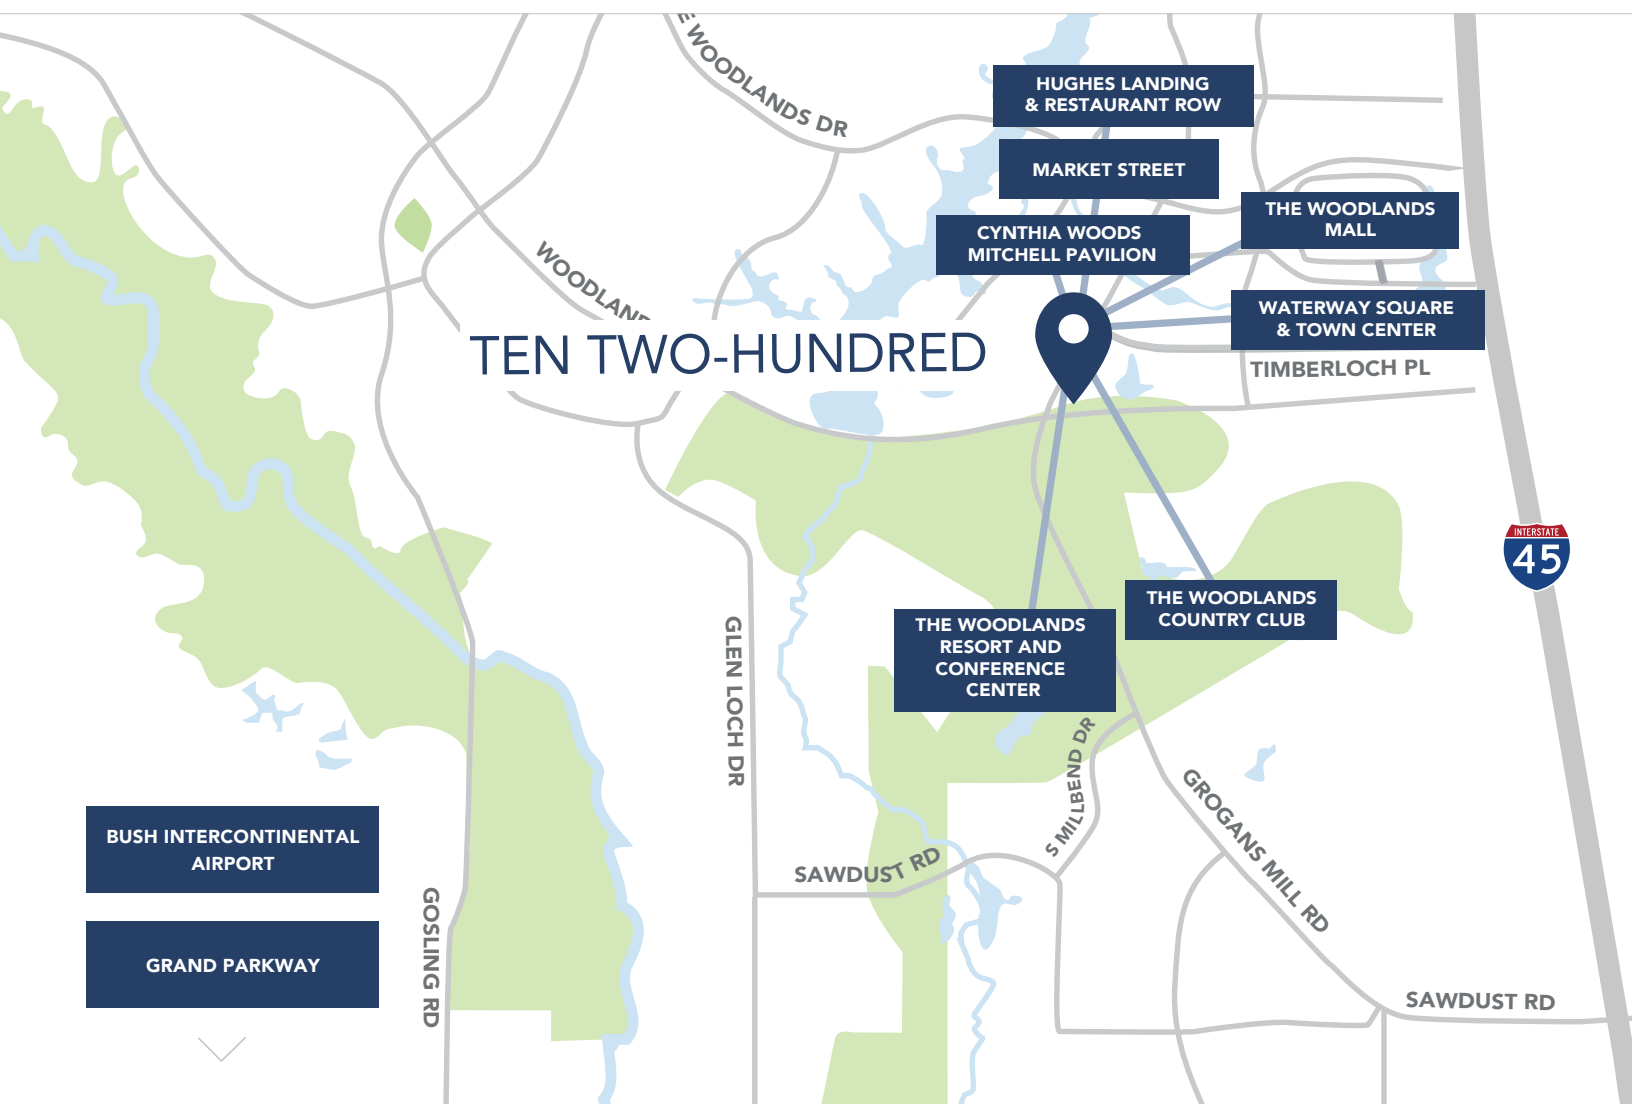 E WOODLANDS DR
HUGHES LANDING
& RESTAURANT ROW
MARKET STREET
THE WOODLANDS
MALL
CYNTHIA WOODS
MITCHELL PAVILION
WOODLAND
WATERWAY SQUARE
& TOWN CENTER
TEN TWO-HUNDRED
TIMBERLOCH PL
INTERSTATE
45
THE WOODLANDS
COUNTRY CLUB
THE WOODLANDS
RESORT AND
CONFERENCE
CENTER
GLEN LOCH DR
S MILLBEND DR
GROGANS MILL RD
BUSH INTERCONTINENTAL
AIRPORT
SAWDUST RD
GOSLING RD
GRAND PARKWAY
SAWDUST RD